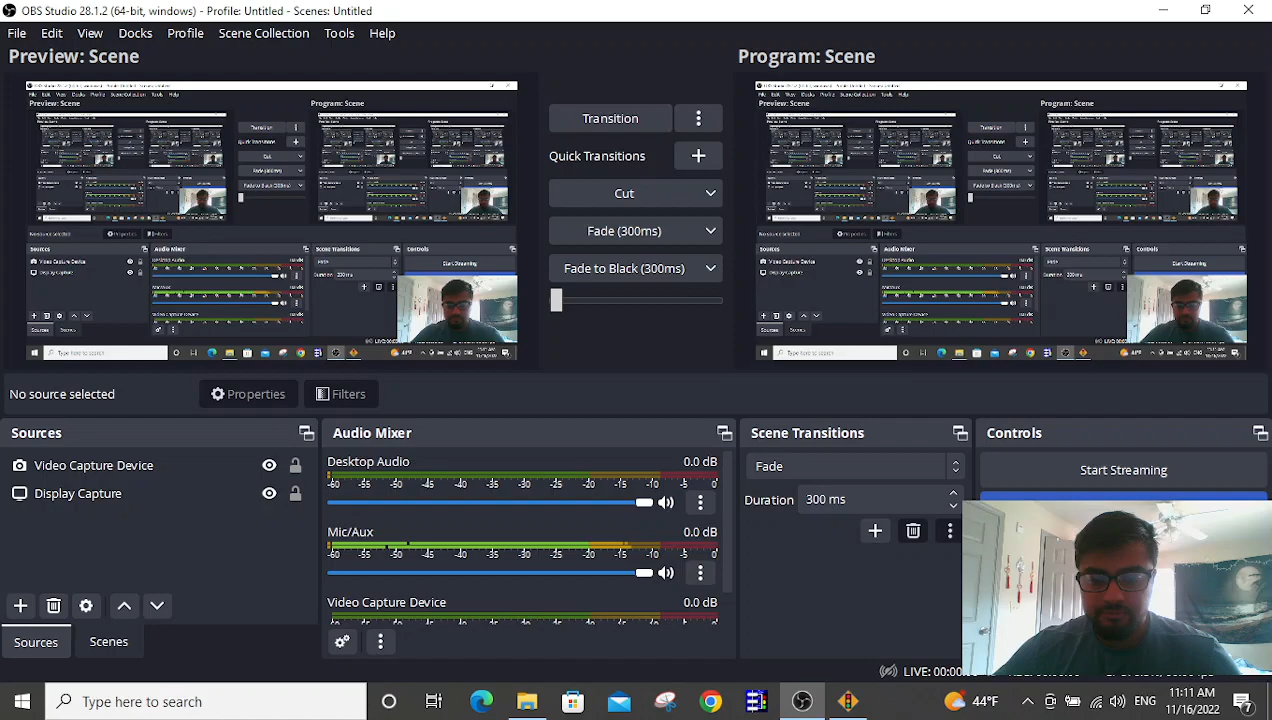 OBS Studio 28.1.2 (64-bit, windows) - Profile: Untitled - Scenes: Untitled
File Edit View Docks Profile Scene Collection Tools Help
Preview: Scene
Program: Scene
Transition
Quick Transitions
Cut
Fade (300ms)
Fade to Black (300ms)
No source selected
Properties
Filters
Sources
Video Capture Device
Display Capture
Sources
Scenes
Audio Mixer
Desktop Audio 0.0 dB
-60 -55 -50 -45 -40 -35 -30 -25 -20 -15 -10 -5 0
Mic/Aux 0.0 dB
-60 -55 -50 -45 -40 -35 -30 -25 -20 -15 -10 -5 0
Video Capture Device 0.0 dB
Scene Transitions
Fade
Duration 300 ms
Controls
Start Streaming
LIVE: 00:00
Type here to search
44°F
ENG
11:11 AM
11/16/2022
7